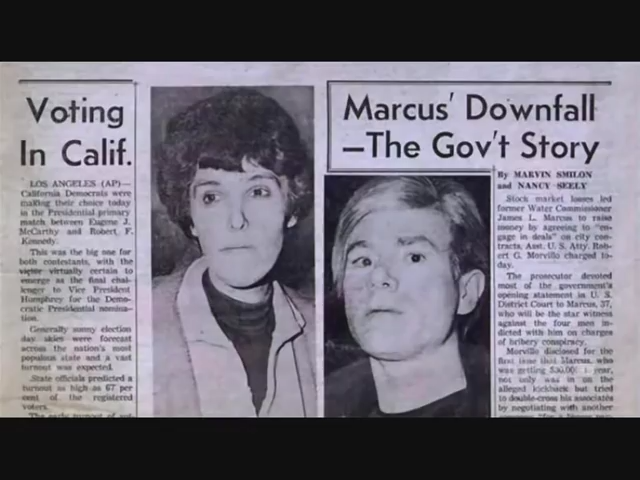 Voting
In Calif.
LOS ANGELES (AP)—
California Democrats were
making their choice today
in the Presidential primary
match between Eugene J.
McCarthy and Robert F.
Kennedy.
This was the big one for
both contestants, with the
victor virtually certain to
emerge as the final chal-
lenger to Vice President
Humphrey for the Demo-
cratic Presidential nomina-
tion.
Generally sunny election
day skies were forecast
across the nation's most
populous state and a vast
turnout was expected.
State officials predicted a
turnout as high as 67 per
cent of the registered
voters.
The early turnout of
Marcus' Downfall
—The Gov't Story
By MARVIN SMILON
and NANCY SEELY
Stock market losses led
former Water Commissioner
James L. Marcus to raise
money by agreeing to "en-
gage in deals" on city con-
tracts, Asst. U. S. Atty. Rob-
ert G. Morvillo charged to-
day.
The prosecutor devoted
most of the government's
opening statement in U. S.
District Court to Marcus, 37,
who will be the star witness
against the four men in-
dicted with him on charges
of bribery conspiracy.
Morvillo disclosed for the
first time that Marcus, who
was getting $30,000 a year,
not only was in on the
alleged kickback but tried
to double-cross his associates
by negotiating with another